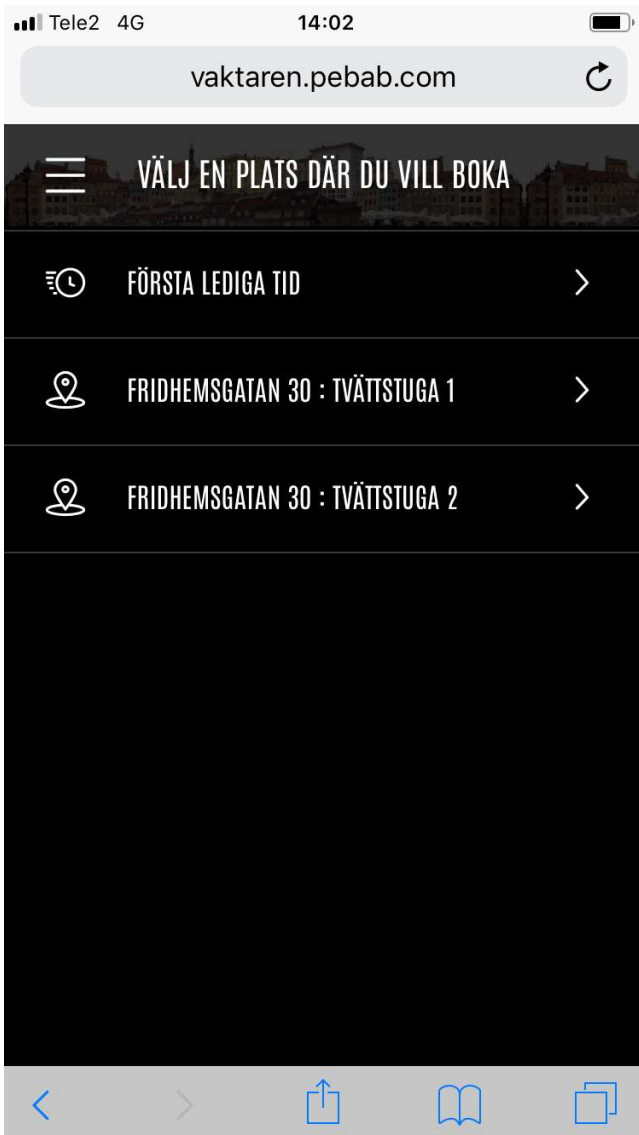 Tele2 4G 14:02
vaktaren.pebab.com
VÄLJ EN PLATS DÄR DU VILL BOKA
FÖRSTA LEDIGA TID
FRIDHEMSGATAN 30 : TVÄTTSTUGA 1
FRIDHEMSGATAN 30 : TVÄTTSTUGA 2